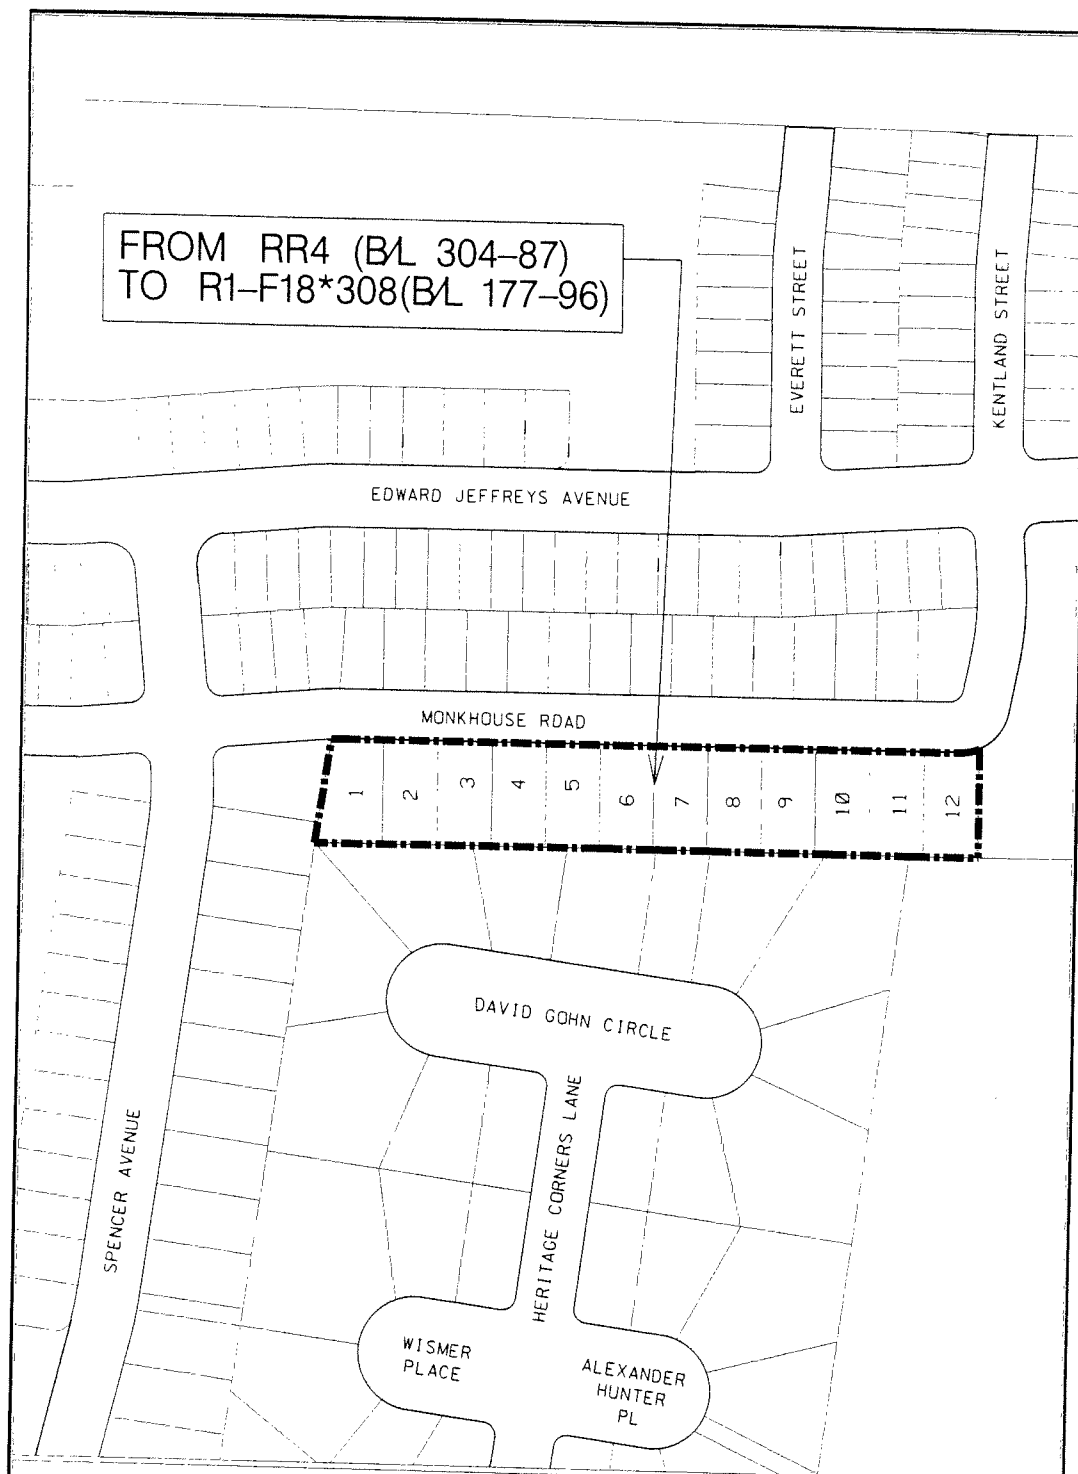 FROM RR4 (B/L 304-87)
TO R1-F18*308(B/L 177-96)
EVERETT STREET
KENTLAND STREET
EDWARD JEFFREYS AVENUE
MONKHOUSE ROAD
1
2
3
4
5
6
7
8
9
10
11
12
DAVID GOHN CIRCLE
HERITAGE CORNERS LANE
SPENCER AVENUE
WISMER
PLACE
ALEXANDER
HUNTER
PL